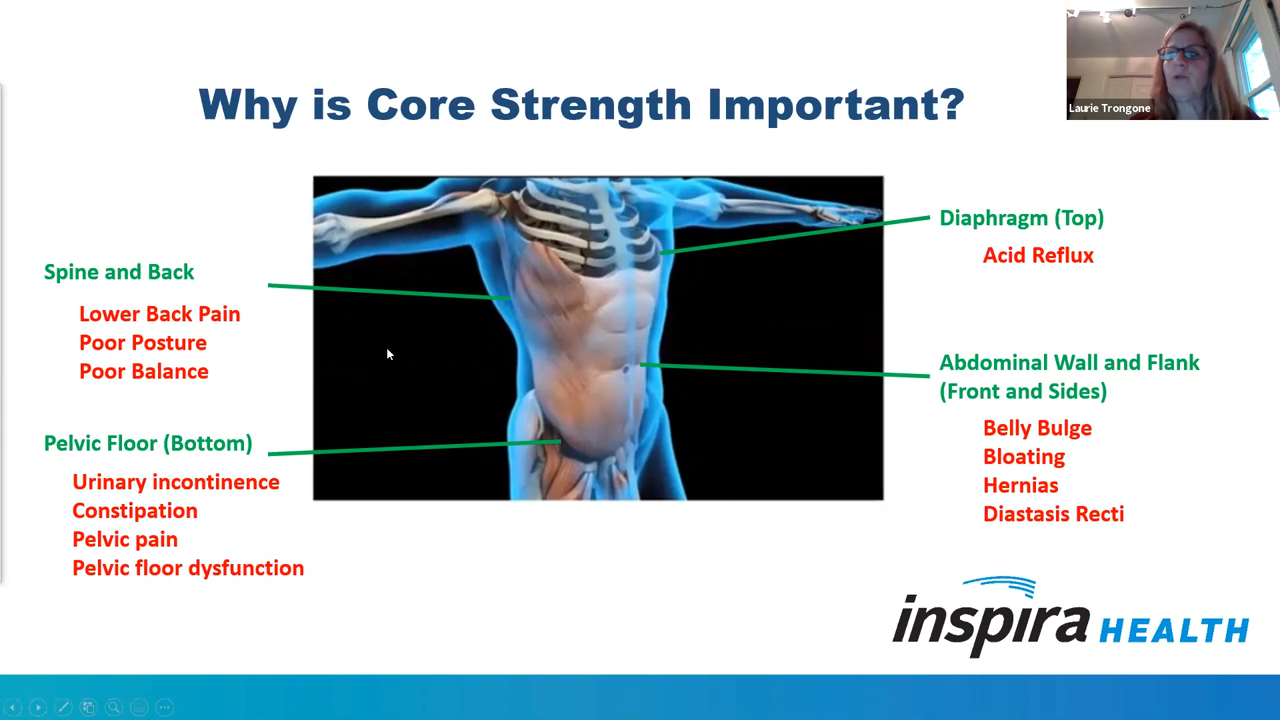 Why is Core Strength Important?
Laurie Trongone
Spine and Back
Lower Back Pain
Poor Posture
Poor Balance
Pelvic Floor (Bottom)
Urinary incontinence
Constipation
Pelvic pain
Pelvic floor dysfunction
Diaphragm (Top)
Acid Reflux
Abdominal Wall and Flank
(Front and Sides)
Belly Bulge
Bloating
Hernias
Diastasis Recti
inspira HEALTH